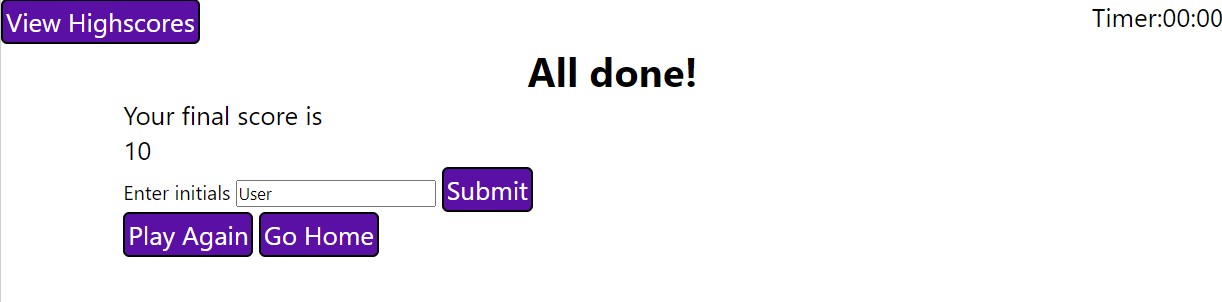 View Highscores
Timer:00:00
All done!
Your final score is
10
Enter initials User Submit
Play Again Go Home